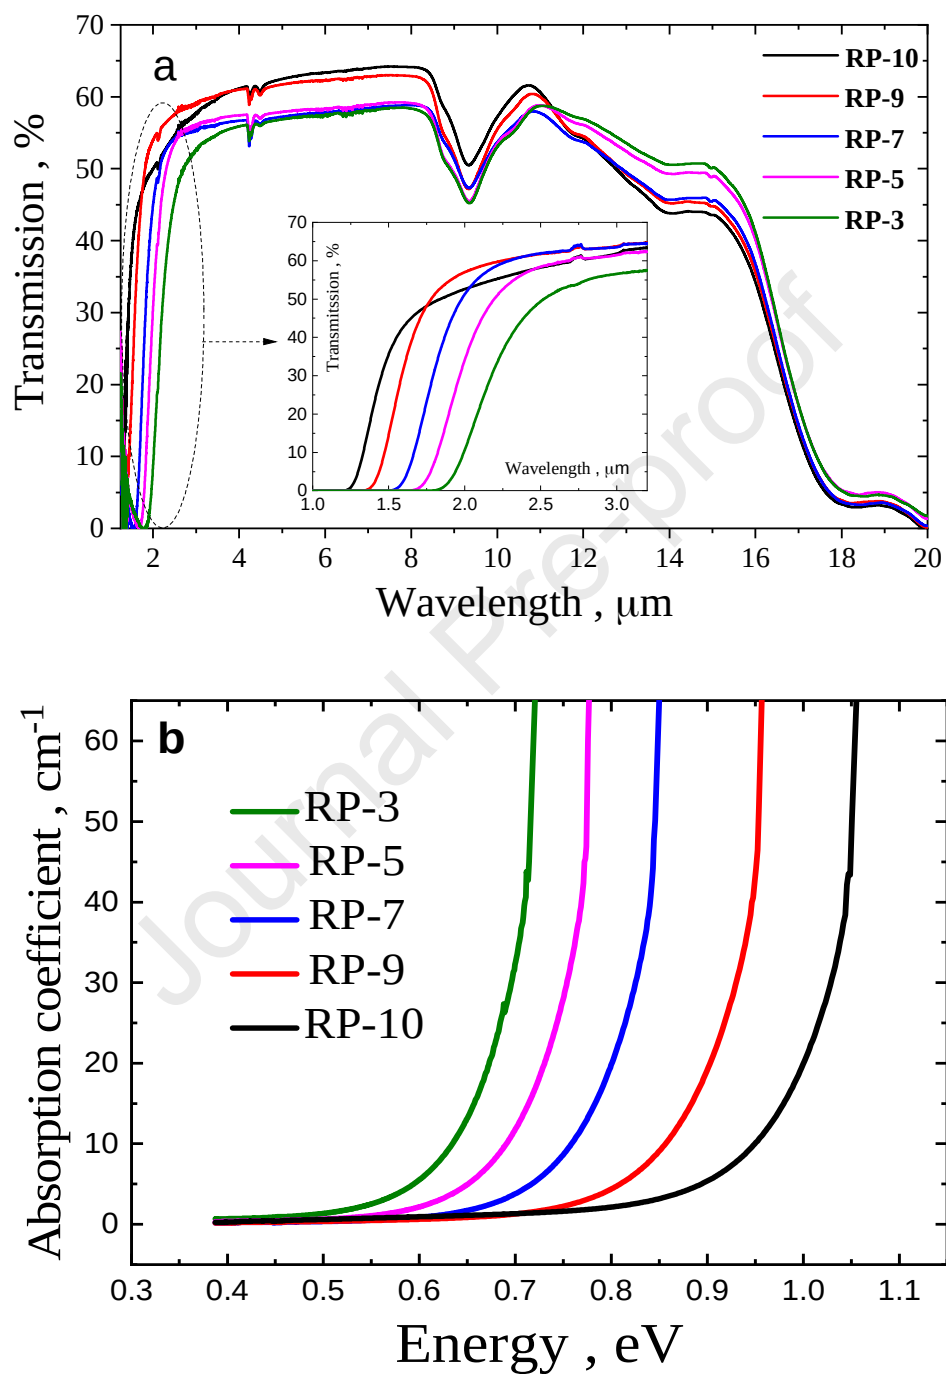 70
60
50
40
30
20
10
0
Transmission , %
a
RP-10
RP-9
RP-7
RP-5
RP-3
70
60
50
40
30
20
10
0
Transmitssion , %
Wavelength , μm
1.0 1.5 2.0 2.5 3.0
2 4 6 8 10 12 14 16 18 20
Wavelength , μm
Journal Pre-proof
b
60
50
40
30
20
10
0
Absorption coefficient , cm⁻¹
RP-3
RP-5
RP-7
RP-9
RP-10
0.3 0.4 0.5 0.6 0.7 0.8 0.9 1.0 1.1
Energy , eV